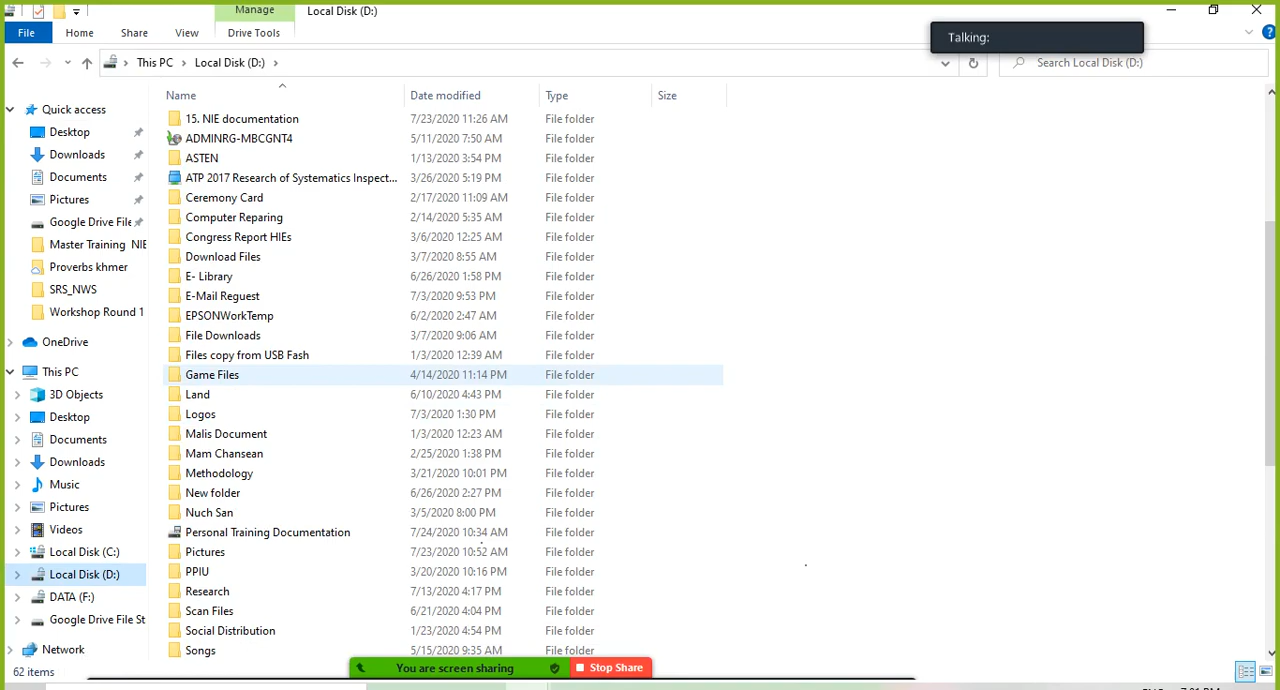 Manage
Local Disk (D:)
Talking:
File
Home
Share
View
Drive Tools
This PC > Local Disk (D:) >
Search Local Disk (D:)
Name Date modified Type Size
Quick access
Desktop
Downloads
Documents
Pictures
Google Drive File
Master Training NIE
Proverbs khmer
SRS_NWS
Workshop Round 1
OneDrive
This PC
3D Objects
Desktop
Documents
Downloads
Music
Pictures
Videos
Local Disk (C:)
Local Disk (D:)
DATA (F:)
Google Drive File St
Network
15. NIE documentation 7/23/2020 11:26 AM File folder
ADMINRG-MBCGNT4 5/11/2020 7:50 AM File folder
ASTEN 1/13/2020 3:54 PM File folder
ATP 2017 Research of Systematics Inspect... 3/26/2020 5:19 PM File folder
Ceremony Card 2/17/2020 11:09 AM File folder
Computer Reparing 2/14/2020 5:35 AM File folder
Congress Report HIEs 3/6/2020 12:25 AM File folder
Download Files 3/7/2020 8:55 AM File folder
E- Library 6/26/2020 1:58 PM File folder
E-Mail Reguest 7/3/2020 9:53 PM File folder
EPSONWorkTemp 6/2/2020 2:47 AM File folder
File Downloads 3/7/2020 9:06 AM File folder
Files copy from USB Fash 1/3/2020 12:39 AM File folder
Game Files 4/14/2020 11:14 PM File folder
Land 6/10/2020 4:43 PM File folder
Logos 7/3/2020 1:30 PM File folder
Malis Document 1/3/2020 12:23 AM File folder
Mam Chansean 2/25/2020 1:38 PM File folder
Methodology 3/21/2020 10:01 PM File folder
New folder 6/26/2020 2:27 PM File folder
Nuch San 3/5/2020 8:00 PM File folder
Personal Training Documentation 7/24/2020 10:34 AM File folder
Pictures 7/23/2020 10:52 AM File folder
PPIU 3/20/2020 10:16 PM File folder
Research 7/13/2020 4:17 PM File folder
Scan Files 6/21/2020 4:04 PM File folder
Social Distribution 1/23/2020 4:54 PM File folder
Songs 5/15/2020 9:35 AM File folder
62 items
You are screen sharing
Stop Share